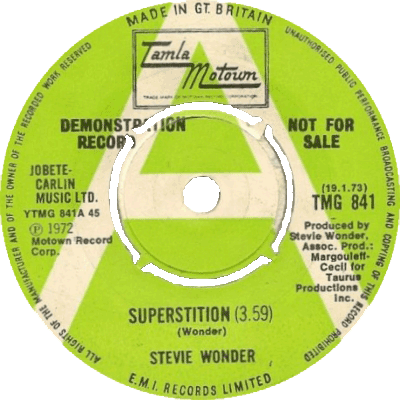 MADE IN GT. BRITAIN
UNAUTHORISED PUBLIC PERFORMANCE BROADCASTING AND COPYING OF THIS RECORD PROHIBITED
ALL RIGHTS OF THE MANUFACTURER AND OF THE OWNER OF THE RECORDED WORK RESERVED
Tamla
Motown
DEMONSTRATION
RECORD
NOT FOR
SALE
JOBETE-
CARLIN
MUSIC LTD.
YTMG 841A 45
Ⓟ 1972
Motown Record
Corp.
(19.1.73)
TMG 841
Produced by
Stevie Wonder,
Assoc. Prod.:
Margouleff-
Cecil for
Taurus
Productions
Inc.
SUPERSTITION (3.59)
(Wonder)
STEVIE WONDER
E.M.I. RECORDS LIMITED